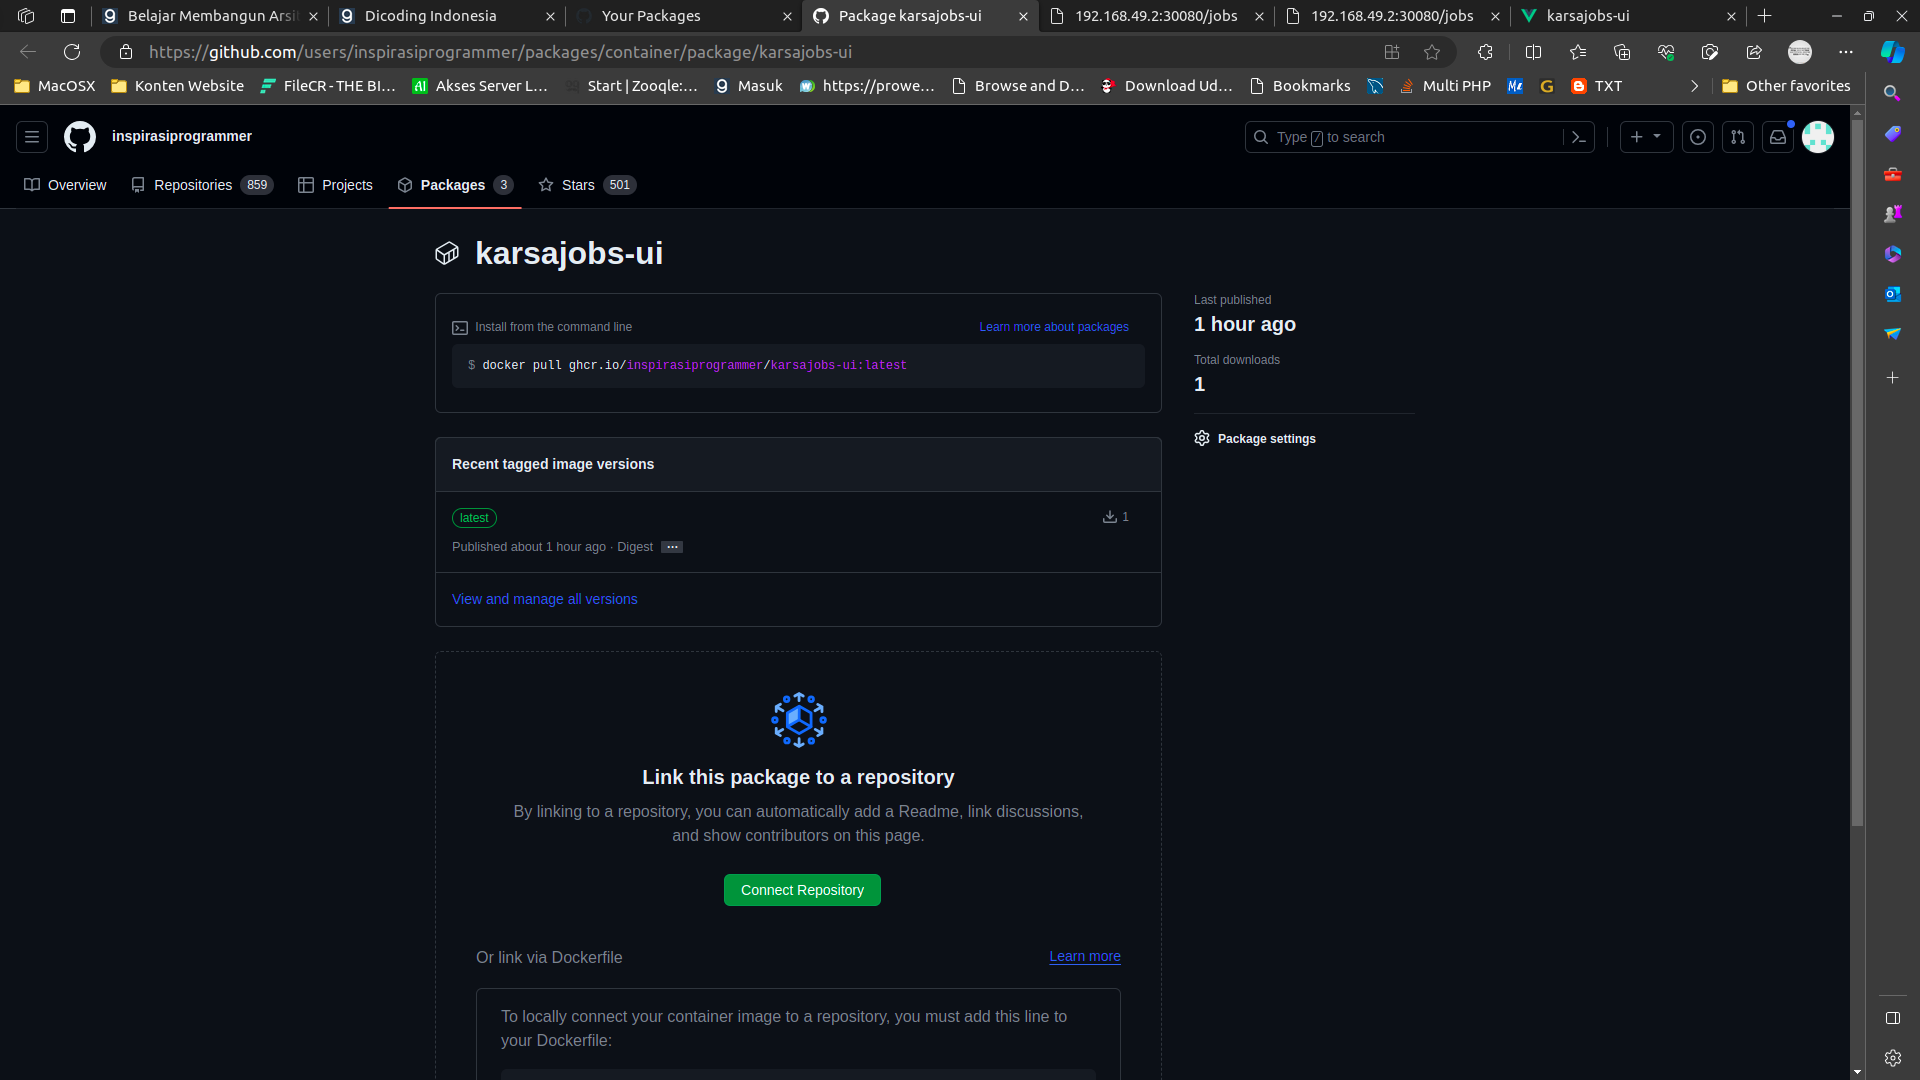 Belajar Membangun Arsit
Dicoding Indonesia
Your Packages
Package karsajobs-ui
192.168.49.2:30080/jobs
192.168.49.2:30080/jobs
karsajobs-ui
https://github.com/users/inspirasiprogrammer/packages/container/package/karsajobs-ui
MacOSX
Konten Website
FileCR - THE BI...
Akses Server L...
Start | Zooqle:...
Masuk
https://prowe...
Browse and D...
Download Ud...
Bookmarks
Multi PHP
TXT
Other favorites
inspirasiprogrammer
Type / to search
Overview
Repositories 859
Projects
Packages 3
Stars 501
karsajobs-ui
Install from the command line
Learn more about packages
$ docker pull ghcr.io/inspirasiprogrammer/karsajobs-ui:latest
Last published
1 hour ago
Total downloads
1
Package settings
Recent tagged image versions
latest
1
Published about 1 hour ago · Digest ...
View and manage all versions
Link this package to a repository
By linking to a repository, you can automatically add a Readme, link discussions,
and show contributors on this page.
Connect Repository
Or link via Dockerfile
Learn more
To locally connect your container image to a repository, you must add this line to
your Dockerfile: